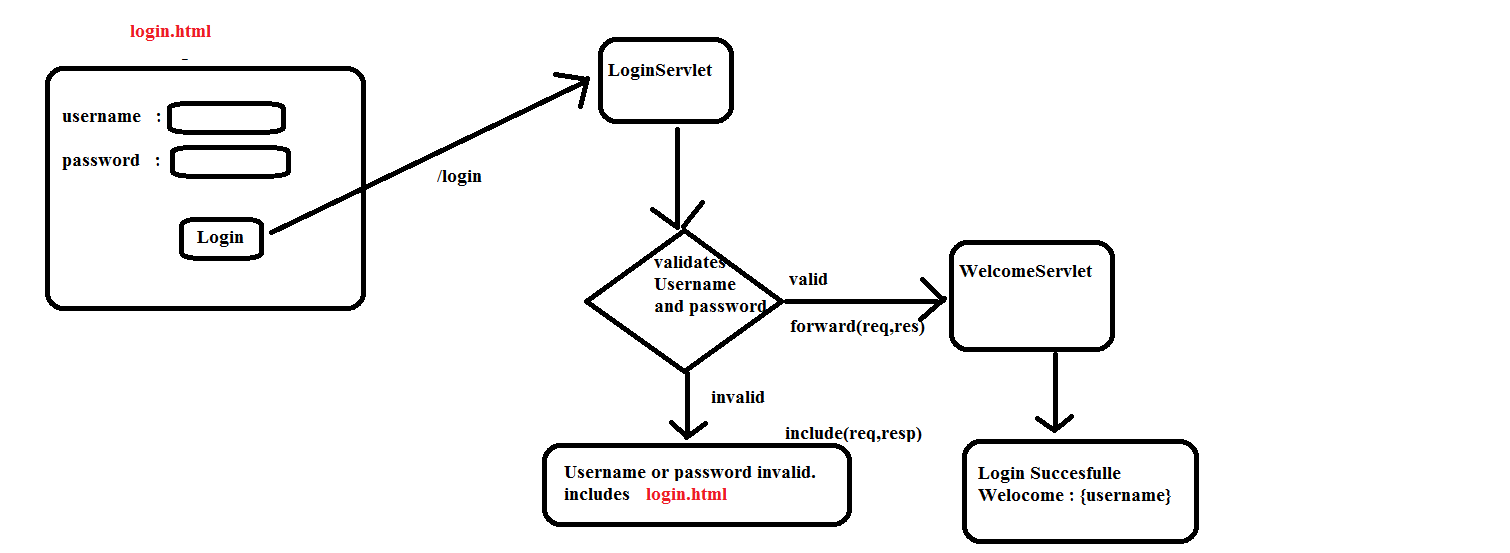 login.html
username :
password :
Login
/login
LoginServlet
validates
Username
and password
valid
forward(req,res)
WelcomeServlet
invalid
include(req,resp)
Username or password invalid.
includes login.html
Login Succesfulle
Welocome : {username}